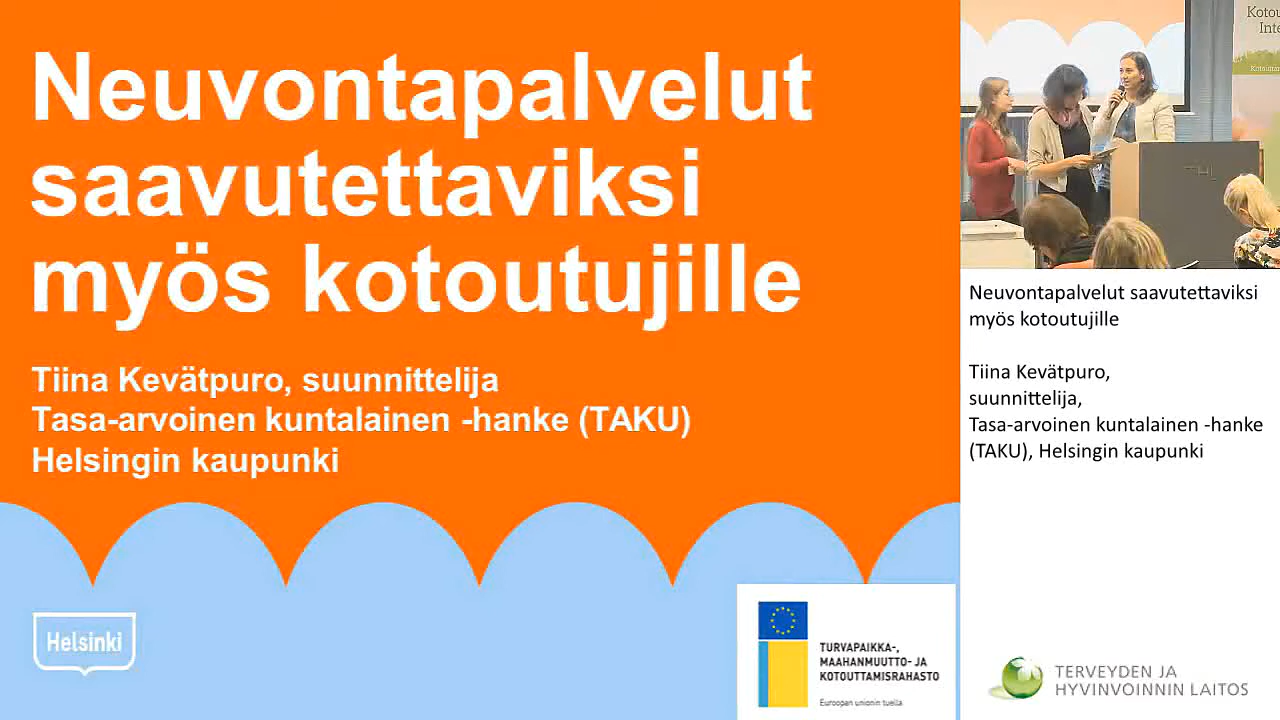 Neuvontapalvelut
saavutettaviksi
myös kotoutujille
Tiina Kevätpuro, suunnittelija
Tasa-arvoinen kuntalainen -hanke (TAKU)
Helsingin kaupunki
Helsinki
TURVAPAIKKA-,
MAAHANMUUTTO- JA
KOTOUTTAMISRAHASTO
Euroopan unionin tuella
THL
Neuvontapalvelut saavutettaviksi
myös kotoutujille
Tiina Kevätpuro,
suunnittelija,
Tasa-arvoinen kuntalainen -hanke
(TAKU), Helsingin kaupunki
TERVEYDEN JA
HYVINVOINNIN LAITOS